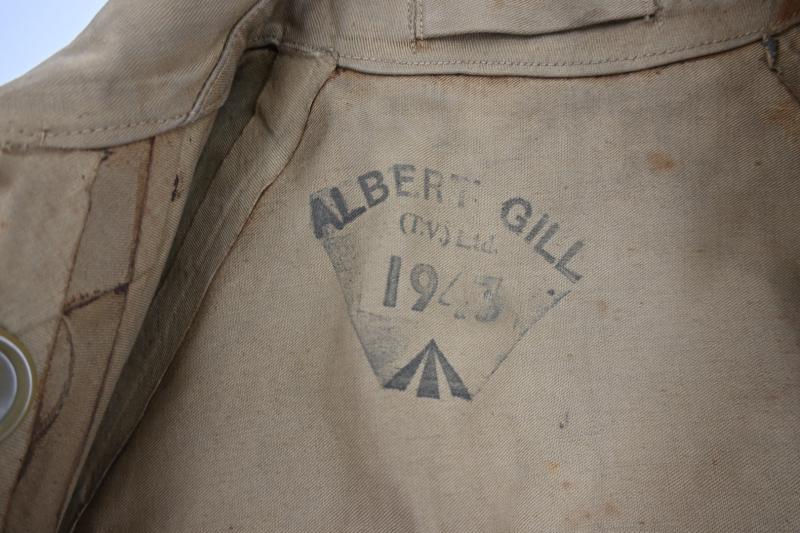 ALBERT GILL
(T.V.) Ltd.
1943